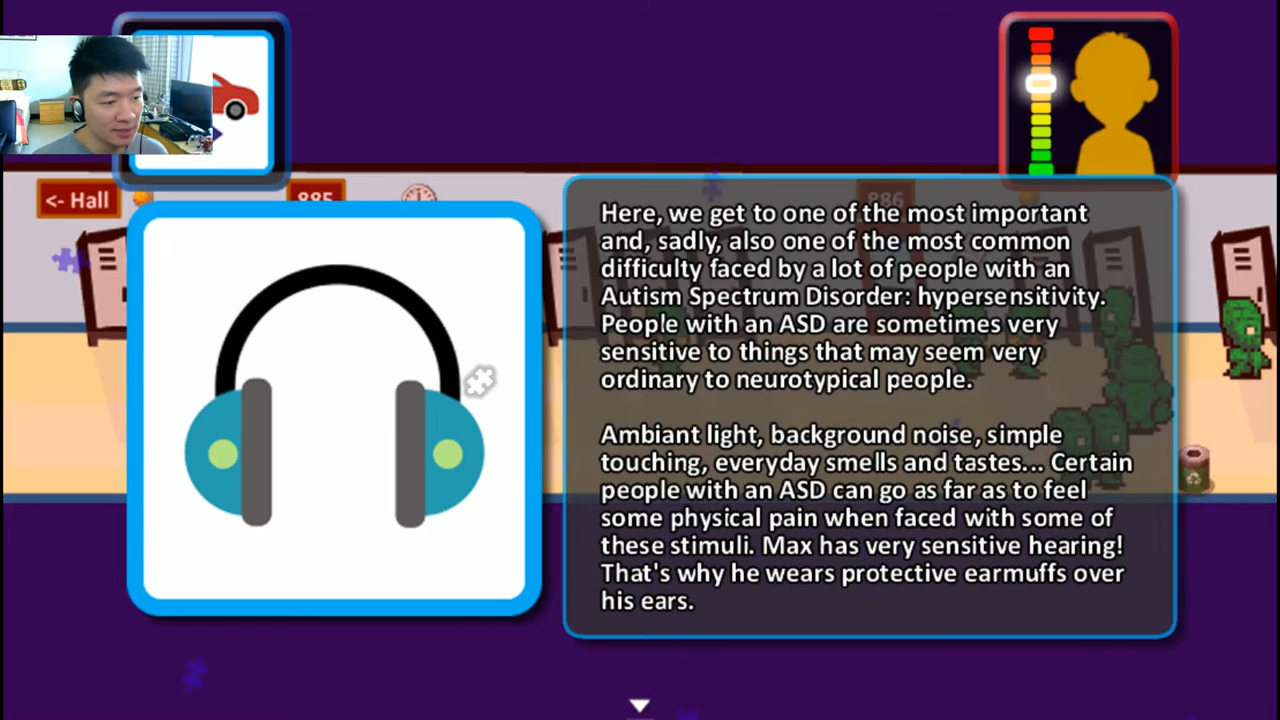 <- Hall
885
886
Here, we get to one of the most important
and, sadly, also one of the most common
difficulty faced by a lot of people with an
Autism Spectrum Disorder: hypersensitivity.
People with an ASD are sometimes very
sensitive to things that may seem very
ordinary to neurotypical people.
Ambiant light, background noise, simple
touching, everyday smells and tastes... Certain
people with an ASD can go as far as to feel
some physical pain when faced with some of
these stimuli. Max has very sensitive hearing!
That's why he wears protective earmuffs over
his ears.